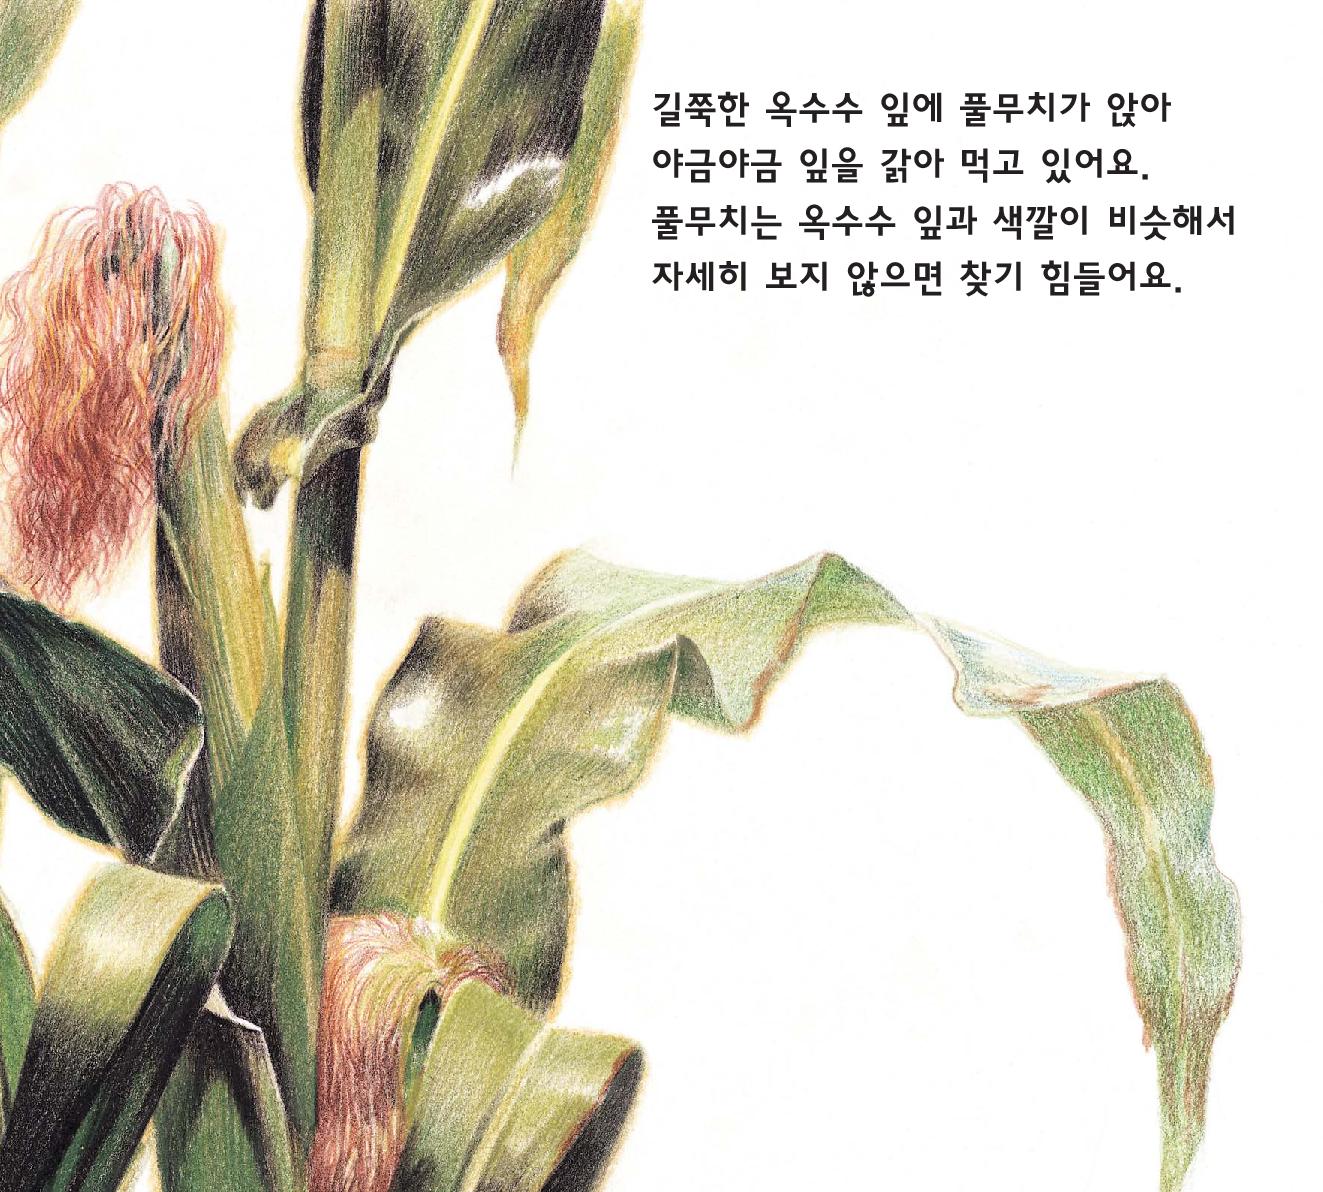 길쭉한 옥수수 잎에 풀무치가 앉아
야금야금 잎을 갉아 먹고 있어요.
풀무치는 옥수수 잎과 색깔이 비슷해서
자세히 보지 않으면 찾기 힘들어요.